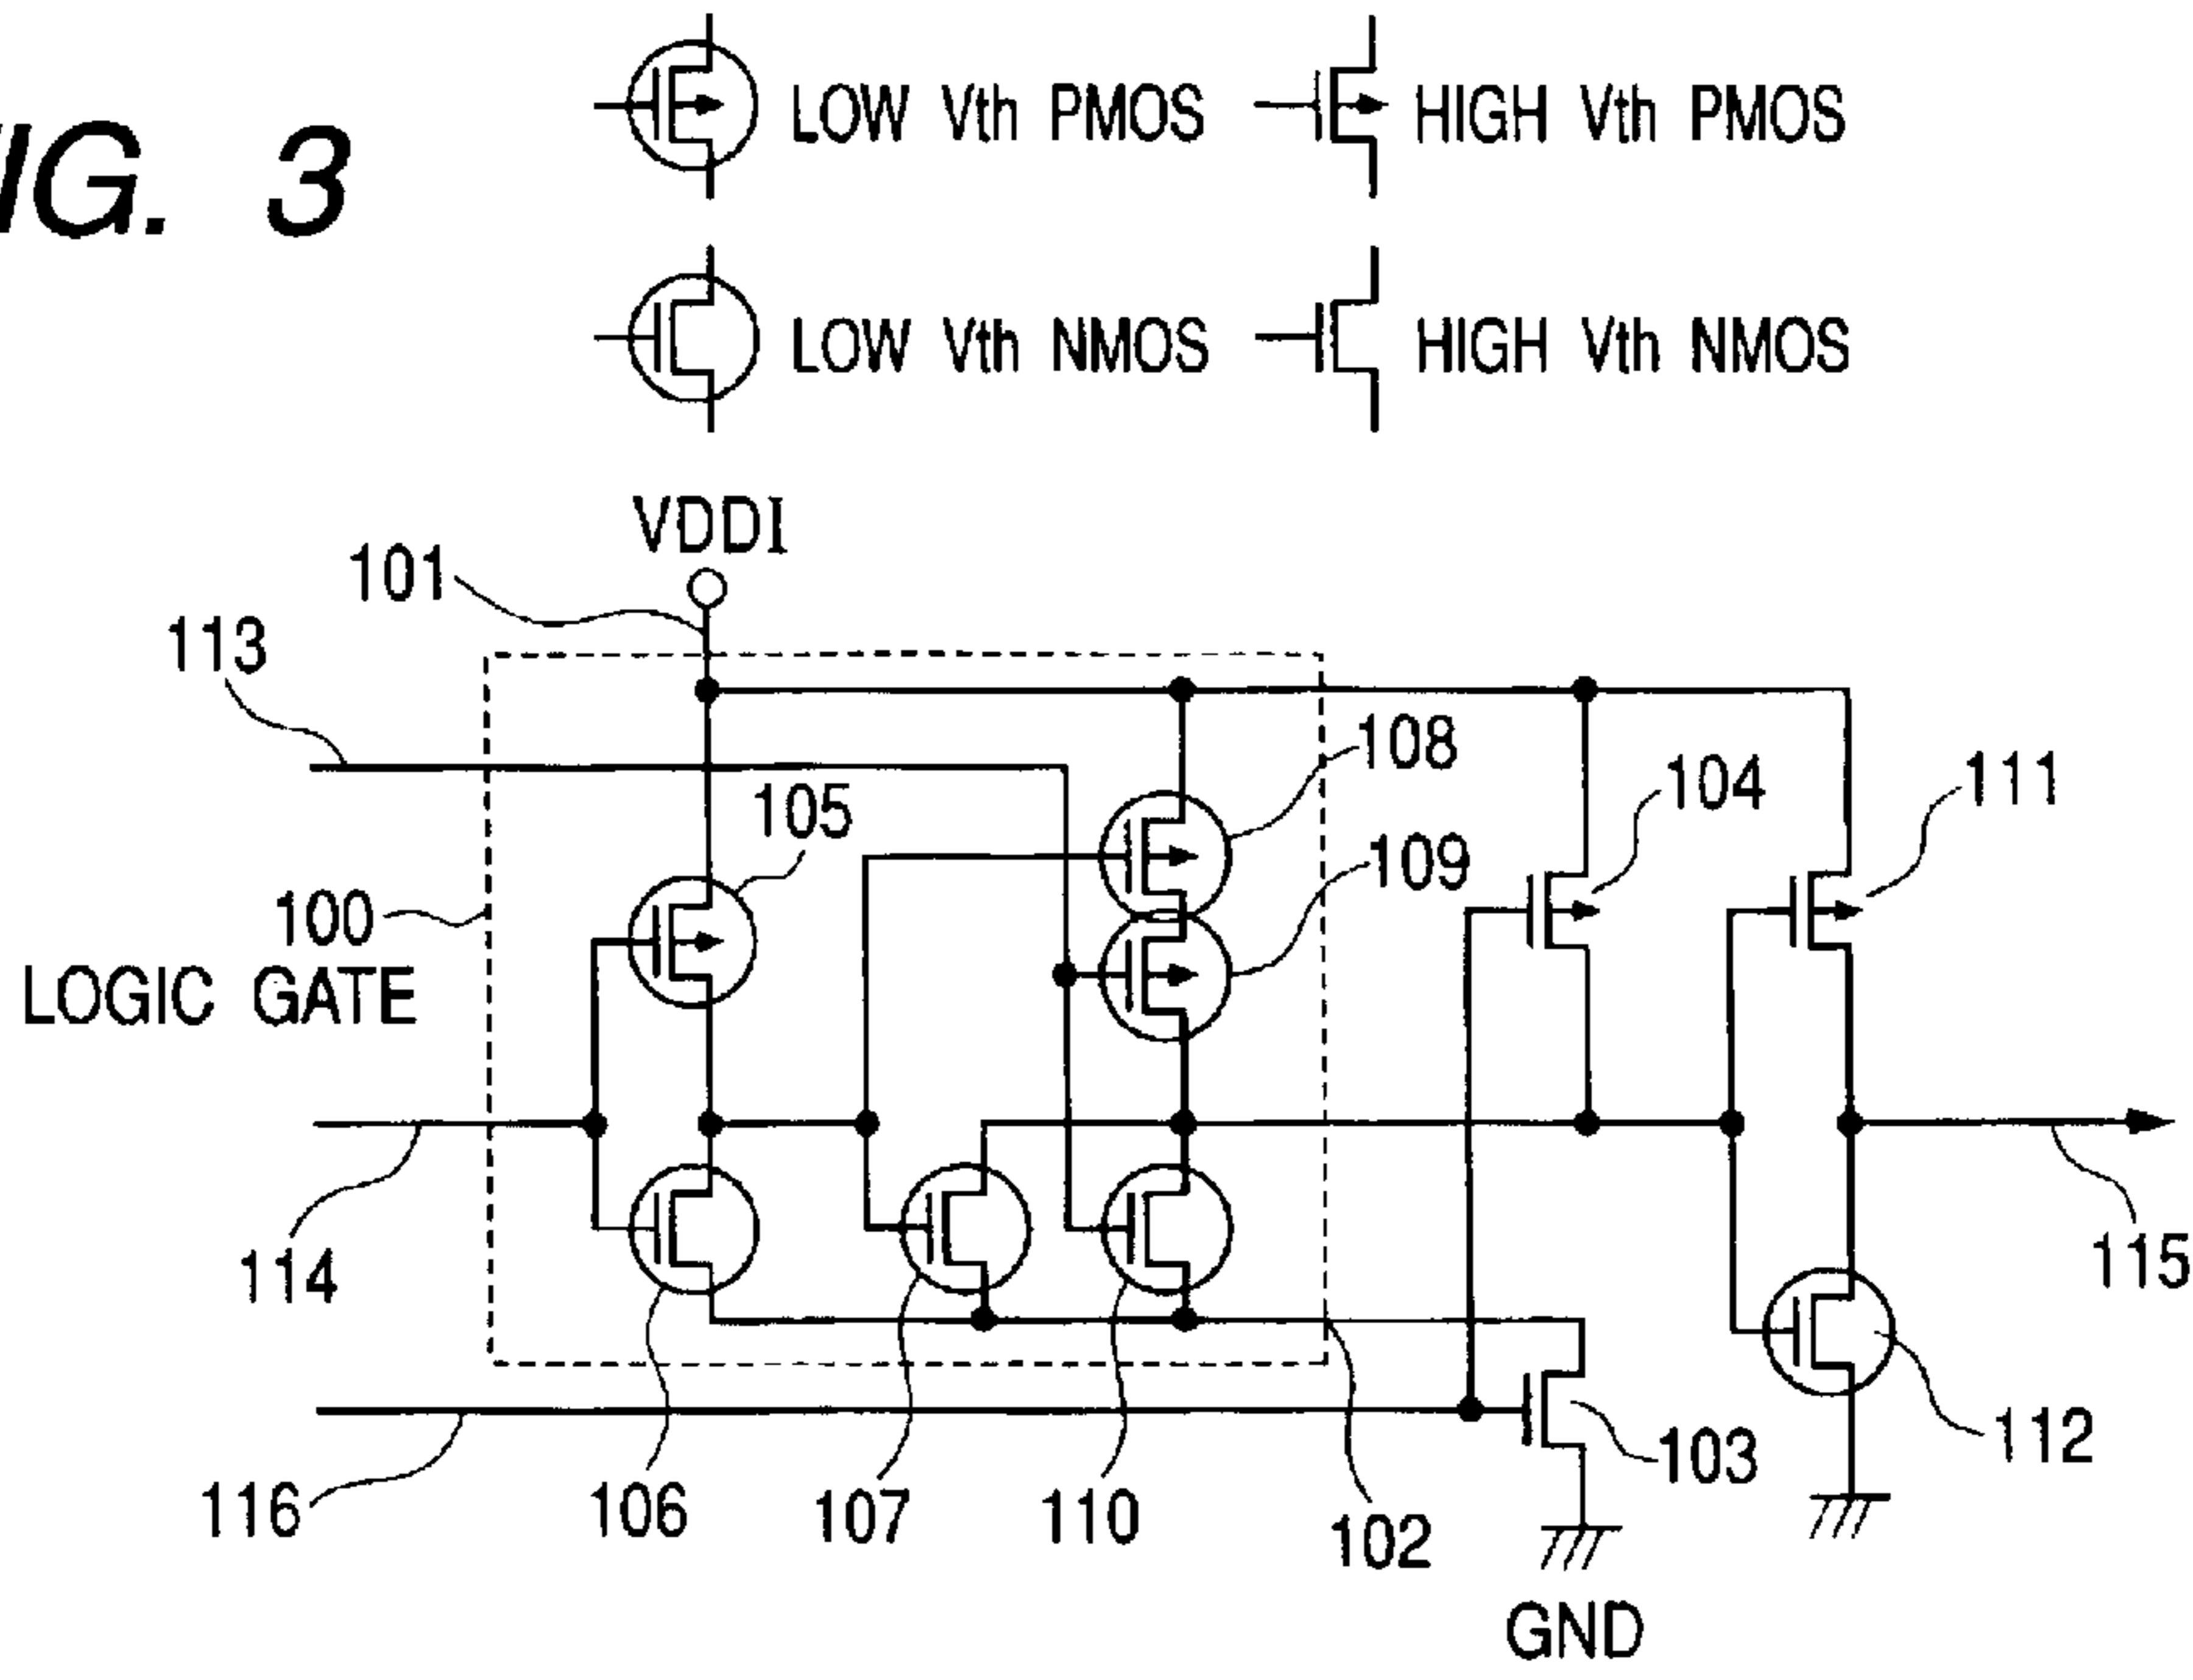 IG. 3
LOW Vth PMOS
HIGH Vth PMOS
LOW Vth NMOS
HIGH Vth NMOS
VDDI
101
113
108
104
111
105
109
100
LOGIC GATE
114
115
112
103
116
106
107
110
102
GND